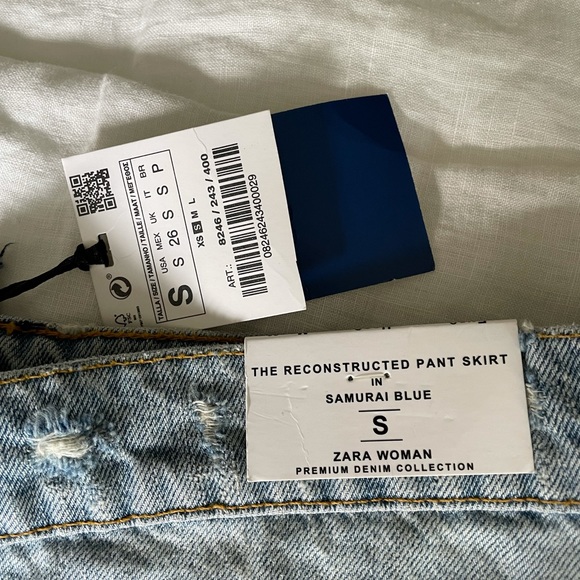 TALLA/SIZE/TAMANHO/TAILLE/MAAT/ΜΕΓΕΘΟΣ
USA MEX UK IT BR
S S 26 S S P
XS S M L
ART.: 8246/243/400
08246243400029
THE RECONSTRUCTED PANT SKIRT
IN
SAMURAI BLUE
S
ZARA WOMAN
PREMIUM DENIM COLLECTION